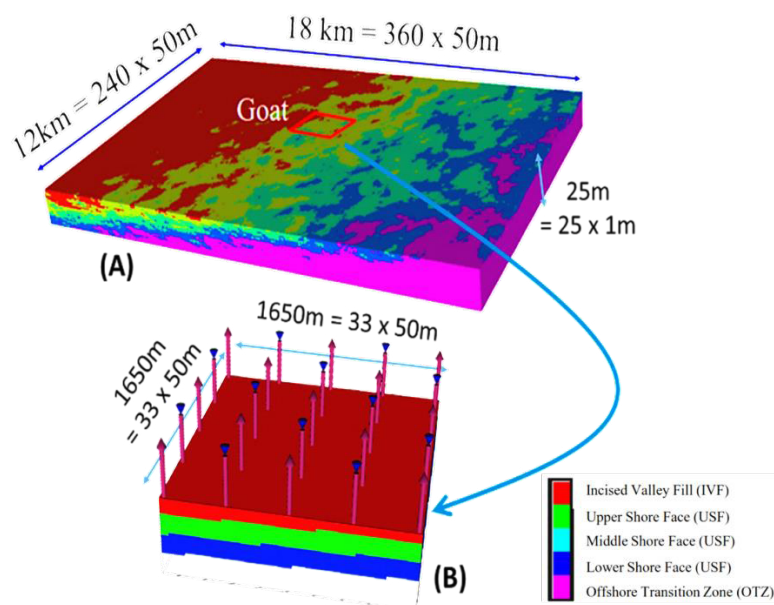 18 km = 360 x 50m
12km = 240 x 50m
Goat
25m
= 25 x 1m
(A)
1650m = 33 x 50m
1650m
= 33 x 50m
(B)
Incised Valley Fill (IVF)
Upper Shore Face (USF)
Middle Shore Face (USF)
Lower Shore Face (USF)
Offshore Transition Zone (OTZ)